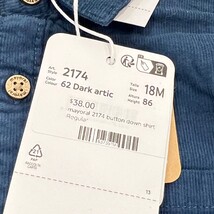 Art. Style 2174
Color Colour 62 Dark artic
Talla Size 18M
Altura Height 86
$38.00
mayoral 2174 button down shirt
Regular
15